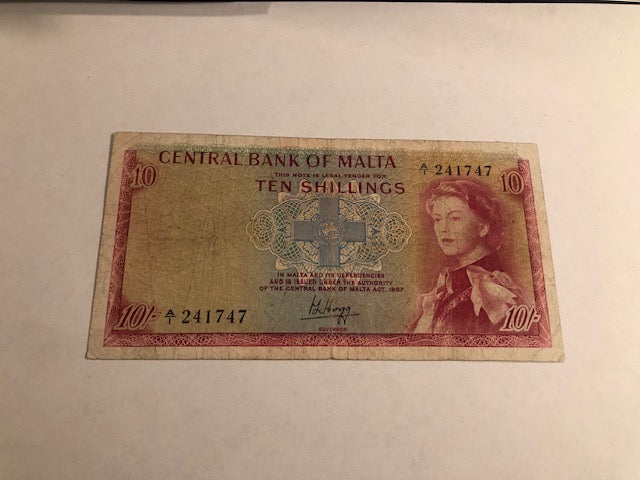 CENTRAL BANK OF MALTA
A/1 241747
THIS NOTE IS LEGAL TENDER FOR
10
TEN SHILLINGS
10
IN MALTA AND ITS DEPENDENCIES
AND IS ISSUED UNDER THE AUTHORITY
OF THE CENTRAL BANK OF MALTA ACT, 1967
10/-
A/1 241747
GOVERNOR
10/-